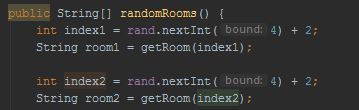 public String[] randomRooms() {
int index1 = rand.nextInt( bound: 4) + 2;
String room1 = getRoom(index1);
int index2 = rand.nextInt( bound: 4) + 2;
String room2 = getRoom(index2);